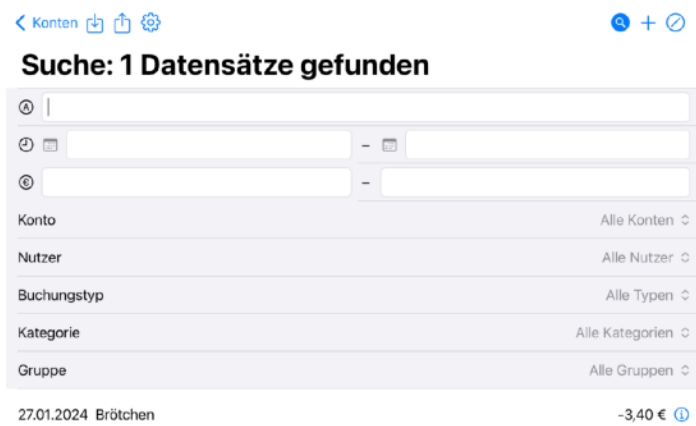 Konten
Suche: 1 Datensätze gefunden
A
–
€ –
Konto Alle Konten
Nutzer Alle Nutzer
Buchungstyp Alle Typen
Kategorie Alle Kategorien
Gruppe Alle Gruppen
27.01.2024 Brötchen -3,40 €